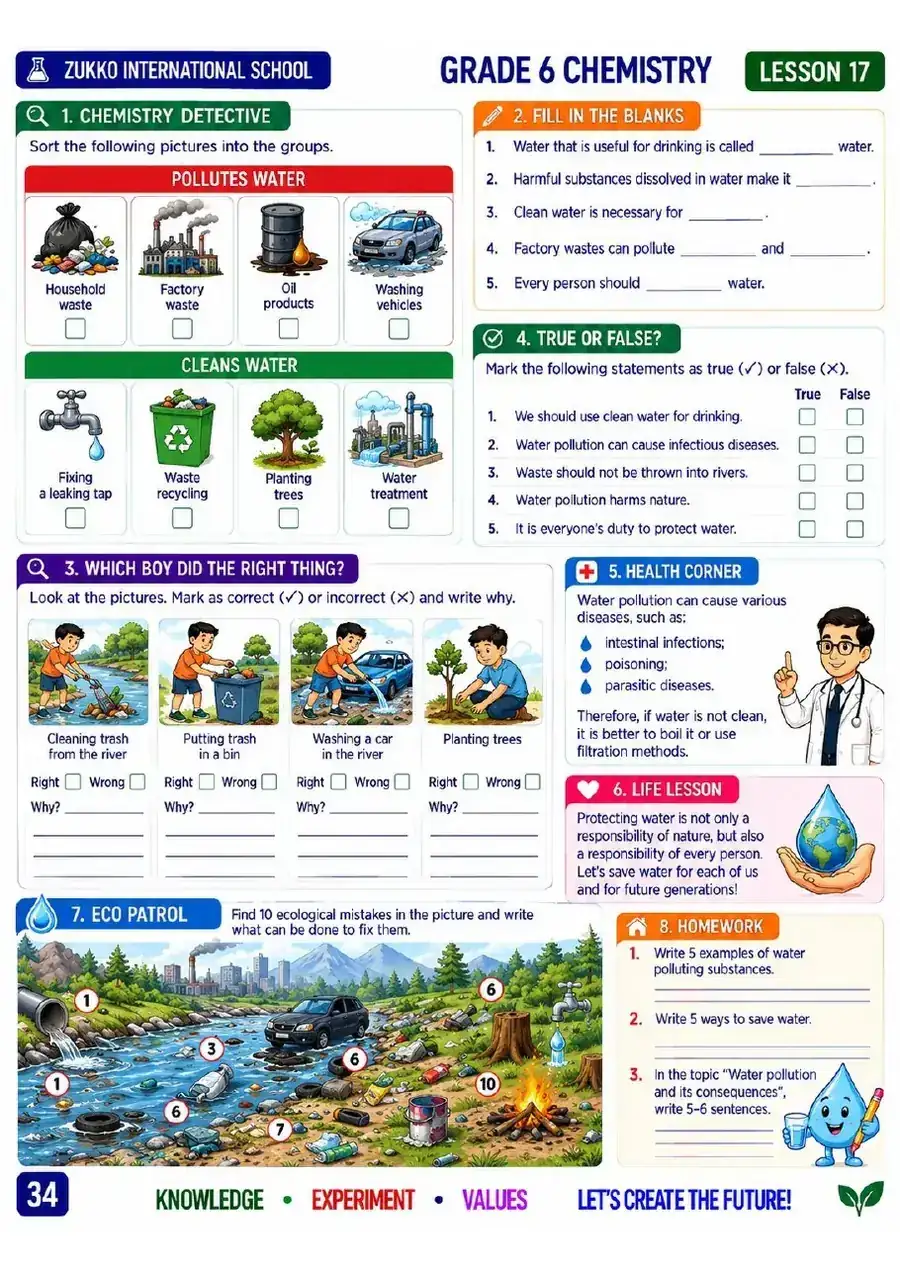 ZUKKO INTERNATIONAL SCHOOL
GRADE 6 CHEMISTRY
LESSON 17
1. CHEMISTRY DETECTIVE
Sort the following pictures into the groups.
POLLUTES WATER
Household
waste
Factory
waste
Oil
products
Washing
vehicles
CLEANS WATER
Fixing
a leaking tap
Waste
recycling
Planting
trees
Water
treatment
2. FILL IN THE BLANKS
1. Water that is useful for drinking is called __________ water.
2. Harmful substances dissolved in water make it __________ .
3. Clean water is necessary for __________ .
4. Factory wastes can pollute __________ and __________ .
5. Every person should __________ water.
4. TRUE OR FALSE?
Mark the following statements as true (✓) or false (✕).
True False
1. We should use clean water for drinking.
2. Water pollution can cause infectious diseases.
3. Waste should not be thrown into rivers.
4. Water pollution harms nature.
5. It is everyone's duty to protect water.
3. WHICH BOY DID THE RIGHT THING?
Look at the pictures. Mark as correct (✓) or incorrect (✕) and write why.
Cleaning trash
from the river
Right Wrong
Why? __________
Putting trash
in a bin
Right Wrong
Why? __________
Washing a car
in the river
Right Wrong
Why? __________
Planting trees
Right Wrong
Why? __________
5. HEALTH CORNER
Water pollution can cause various
diseases, such as:
intestinal infections;
poisoning;
parasitic diseases.
Therefore, if water is not clean,
it is better to boil it or use
filtration methods.
6. LIFE LESSON
Protecting water is not only a
responsibility of nature, but also
a responsibility of every person.
Let's save water for each of us
and for future generations!
7. ECO PATROL
Find 10 ecological mistakes in the picture and write
what can be done to fix them.
1
6
3
6
1
10
6
7
8. HOMEWORK
1. Write 5 examples of water
polluting substances.
2. Write 5 ways to save water.
3. In the topic "Water pollution
and its consequences",
write 5–6 sentences.
34
KNOWLEDGE • EXPERIMENT • VALUES
LET'S CREATE THE FUTURE!